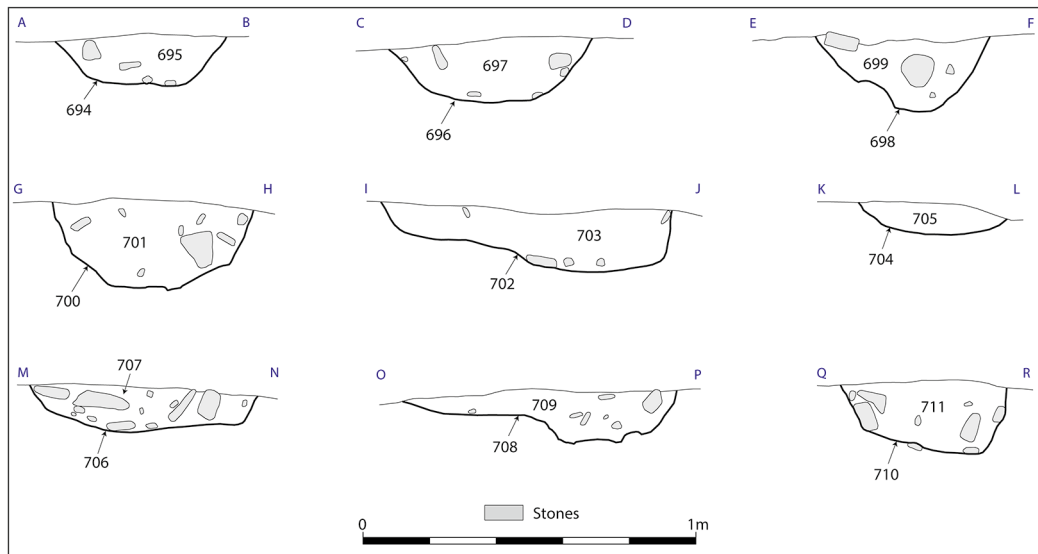 A B C D E F
695 697 699
694 696 698
G H I J K L
701 703 705
700 702 704
M 707 N O P Q R
709 711
706 708 710
Stones
0 1m